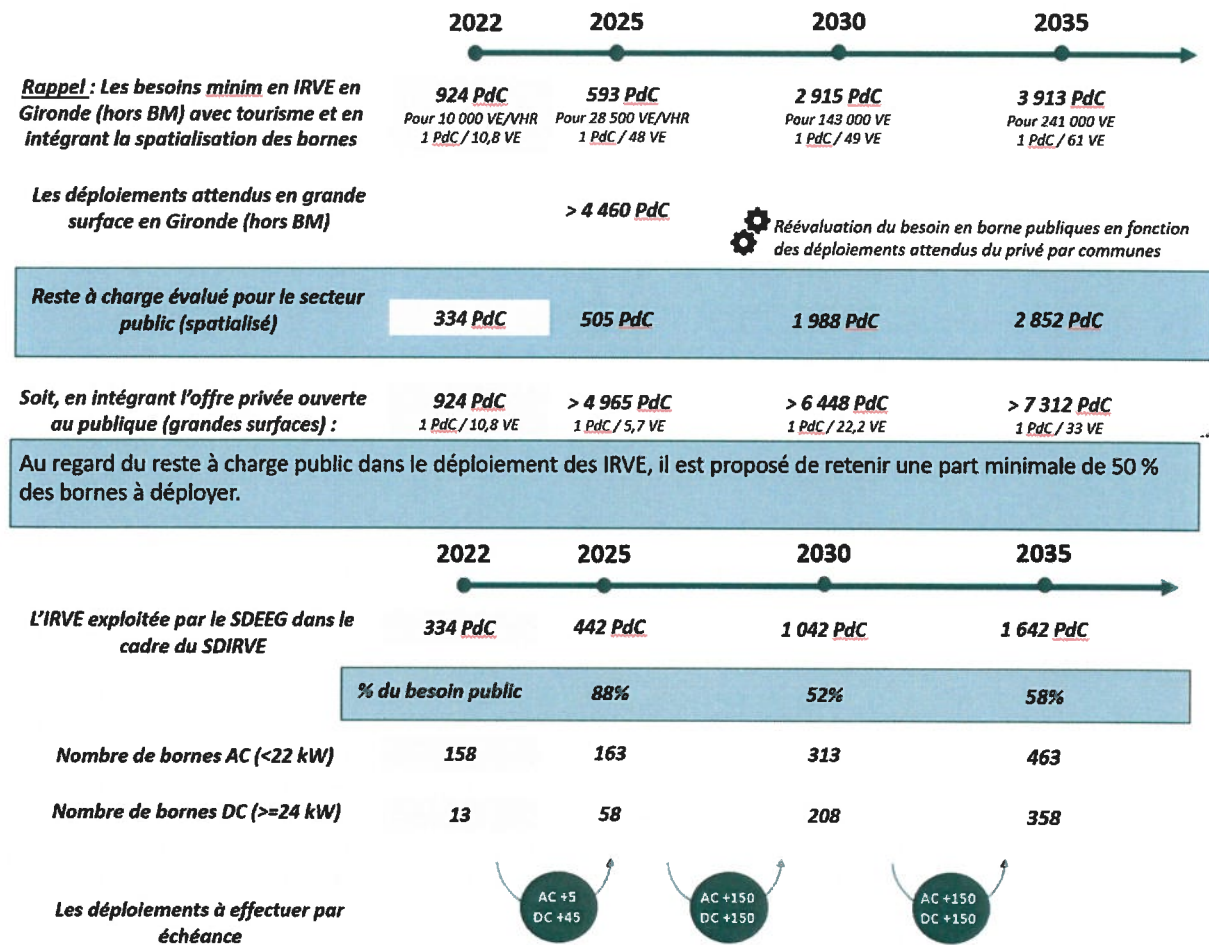 2022 2025 2030 2035
Rappel : Les besoins minim en IRVE en
Gironde (hors BM) avec tourisme et en
intégrant la spatialisation des bornes
924 PdC 593 PdC 2 915 PdC 3 913 PdC
Pour 10 000 VE/VHR Pour 28 500 VE/VHR Pour 143 000 VE Pour 241 000 VE
1 PdC / 10,8 VE 1 PdC / 48 VE 1 PdC / 49 VE 1 PdC / 61 VE
Les déploiements attendus en grande
surface en Gironde (hors BM)
> 4 460 PdC
Réévaluation du besoin en borne publiques en fonction
des déploiements attendus du privé par communes
Reste à charge évalué pour le secteur
public (spatialisé)
334 PdC 505 PdC 1 988 PdC 2 852 PdC
Soit, en intégrant l'offre privée ouverte
au publique (grandes surfaces) :
924 PdC > 4 965 PdC > 6 448 PdC > 7 312 PdC
1 PdC / 10,8 VE 1 PdC / 5,7 VE 1 PdC / 22,2 VE 1 PdC / 33 VE
Au regard du reste à charge public dans le déploiement des IRVE, il est proposé de retenir une part minimale de 50 %
des bornes à déployer.
2022 2025 2030 2035
L'IRVE exploitée par le SDEEG dans le
cadre du SDIRVE
334 PdC 442 PdC 1 042 PdC 1 642 PdC
% du besoin public 88% 52% 58%
Nombre de bornes AC (<22 kW) 158 163 313 463
Nombre de bornes DC (>=24 kW) 13 58 208 358
Les déploiements à effectuer par
échéance
AC +5 AC +150 AC +150
DC +45 DC +150 DC +150